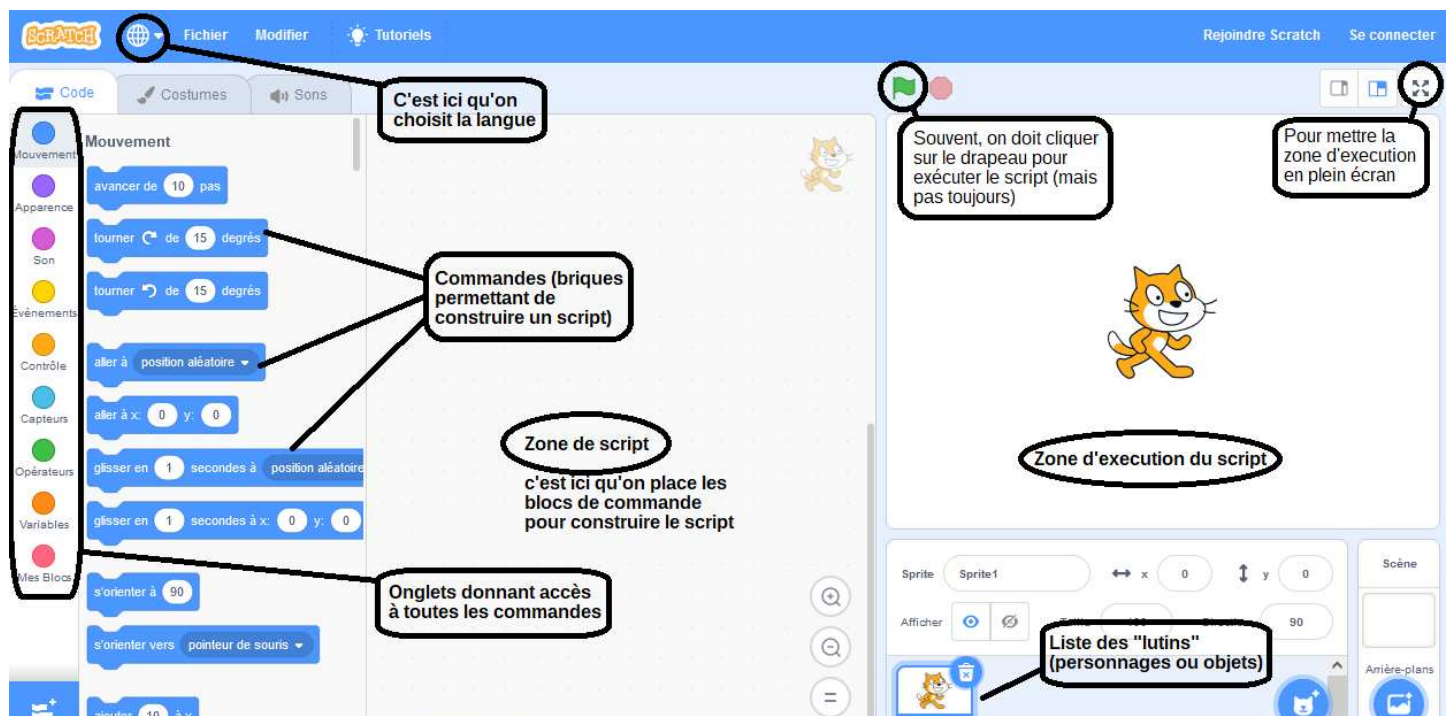 SCRATCH
Fichier
Modifier
Tutoriels
Rejoindre Scratch
Se connecter
Code
Costumes
Sons
C'est ici qu'on
choisit la langue
Souvent, on doit cliquer
sur le drapeau pour
exécuter le script (mais
pas toujours)
Pour mettre la
zone d'execution
en plein écran
Mouvement
Apparence
Son
Évènements
Contrôle
Capteurs
Opérateurs
Variables
Mes Blocs
Mouvement
avancer de 10 pas
tourner de 15 degrés
tourner de 15 degrés
aller à position aléatoire
aller à x: 0 y: 0
glisser en 1 secondes à position aléatoire
glisser en 1 secondes à x: 0 y: 0
s'orienter à 90
s'orienter vers pointeur de souris
ajouter 10 à x
Commandes (briques
permettant de
construire un script)
Zone de script
c'est ici qu'on place les
blocs de commande
pour construire le script
Onglets donnant accès
à toutes les commandes
Zone d'execution du script
Sprite Sprite1 x 0 y 0
Afficher 90
Liste des "lutins"
(personnages ou objets)
Scène
Arrière-plans